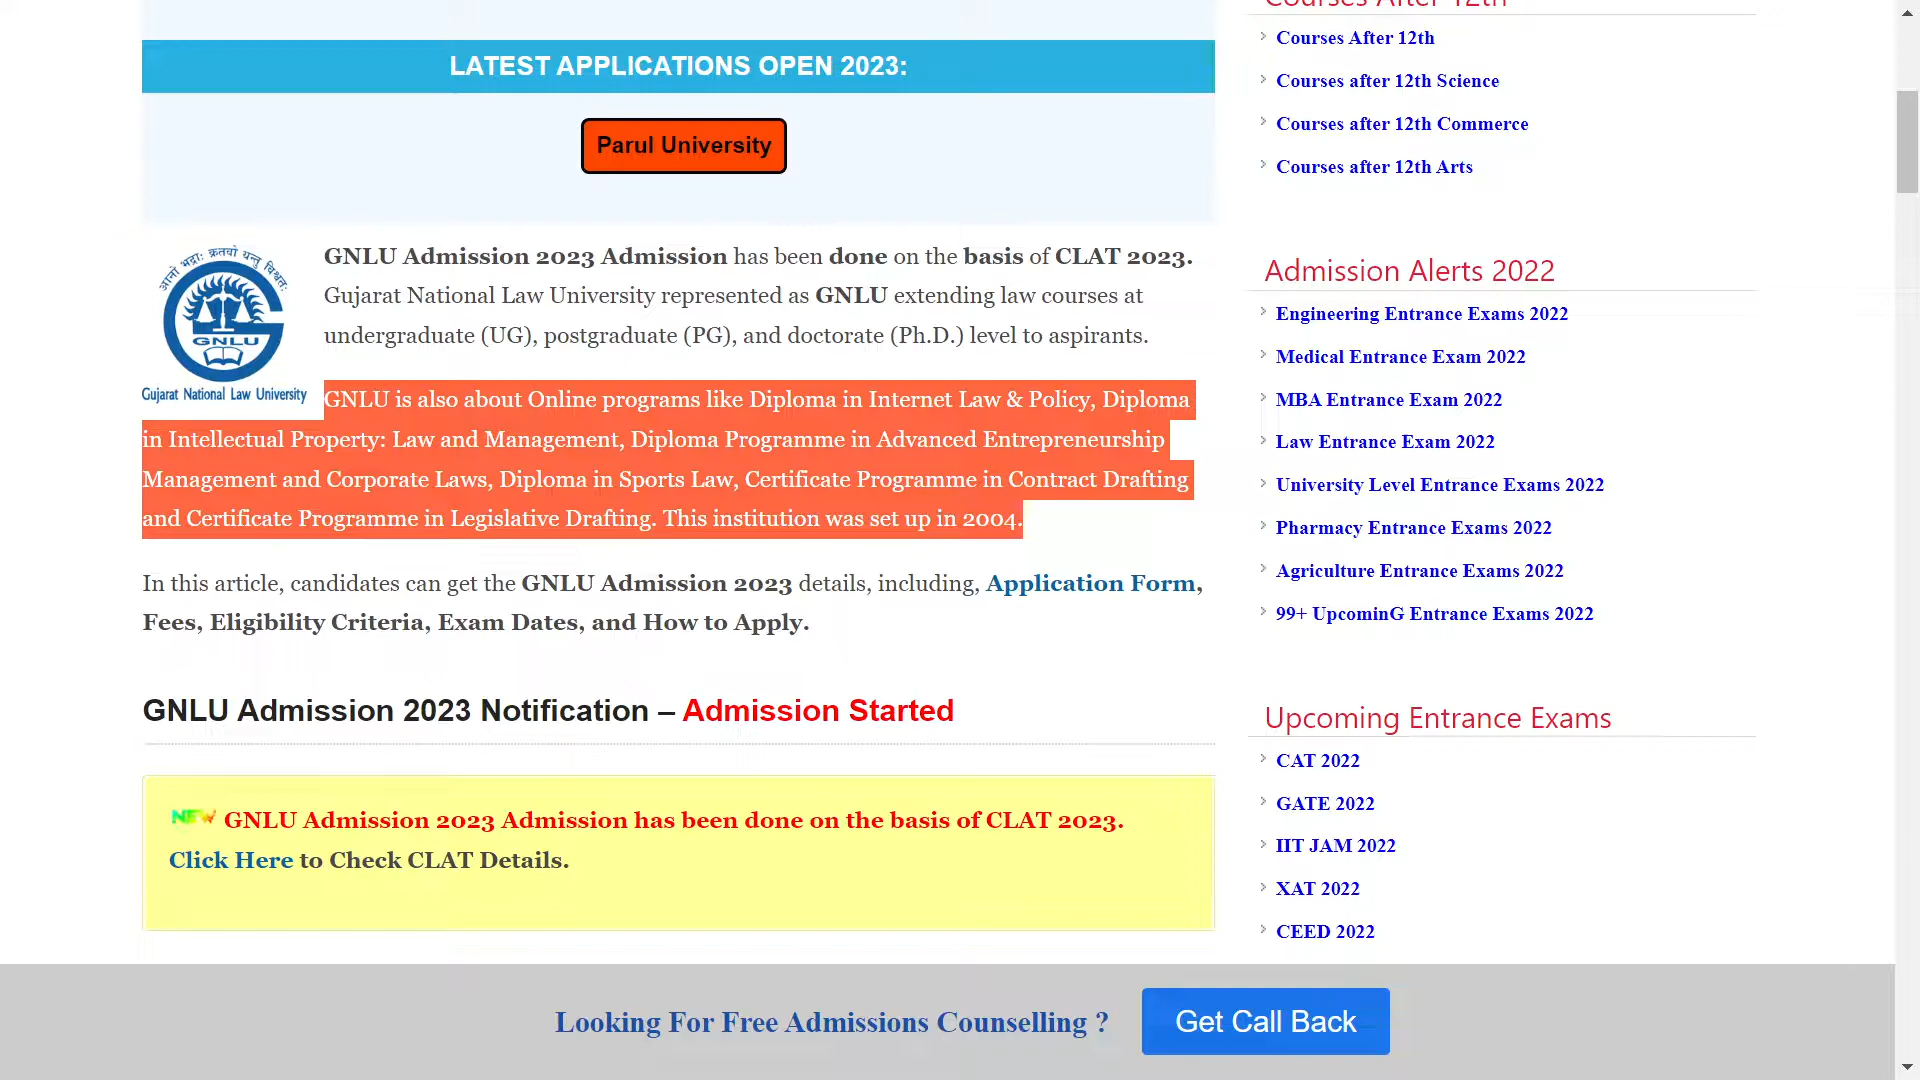 Courses After 12th
LATEST APPLICATIONS OPEN 2023:
Parul University
आनो भद्राः क्रतवो यन्तु विश्वतः
GNLU
Gujarat National Law University
GNLU Admission 2023 Admission has been done on the basis of CLAT 2023.
Gujarat National Law University represented as GNLU extending law courses at
undergraduate (UG), postgraduate (PG), and doctorate (Ph.D.) level to aspirants.
GNLU is also about Online programs like Diploma in Internet Law & Policy, Diploma
in Intellectual Property: Law and Management, Diploma Programme in Advanced Entrepreneurship
Management and Corporate Laws, Diploma in Sports Law, Certificate Programme in Contract Drafting
and Certificate Programme in Legislative Drafting. This institution was set up in 2004.
In this article, candidates can get the GNLU Admission 2023 details, including, Application Form,
Fees, Eligibility Criteria, Exam Dates, and How to Apply.
GNLU Admission 2023 Notification – Admission Started
NEW GNLU Admission 2023 Admission has been done on the basis of CLAT 2023.
Click Here to Check CLAT Details.
Courses After 12th
Courses after 12th Science
Courses after 12th Commerce
Courses after 12th Arts
Admission Alerts 2022
Engineering Entrance Exams 2022
Medical Entrance Exam 2022
MBA Entrance Exam 2022
Law Entrance Exam 2022
University Level Entrance Exams 2022
Pharmacy Entrance Exams 2022
Agriculture Entrance Exams 2022
99+ UpcominG Entrance Exams 2022
Upcoming Entrance Exams
CAT 2022
GATE 2022
IIT JAM 2022
XAT 2022
CEED 2022
Looking For Free Admissions Counselling ?
Get Call Back